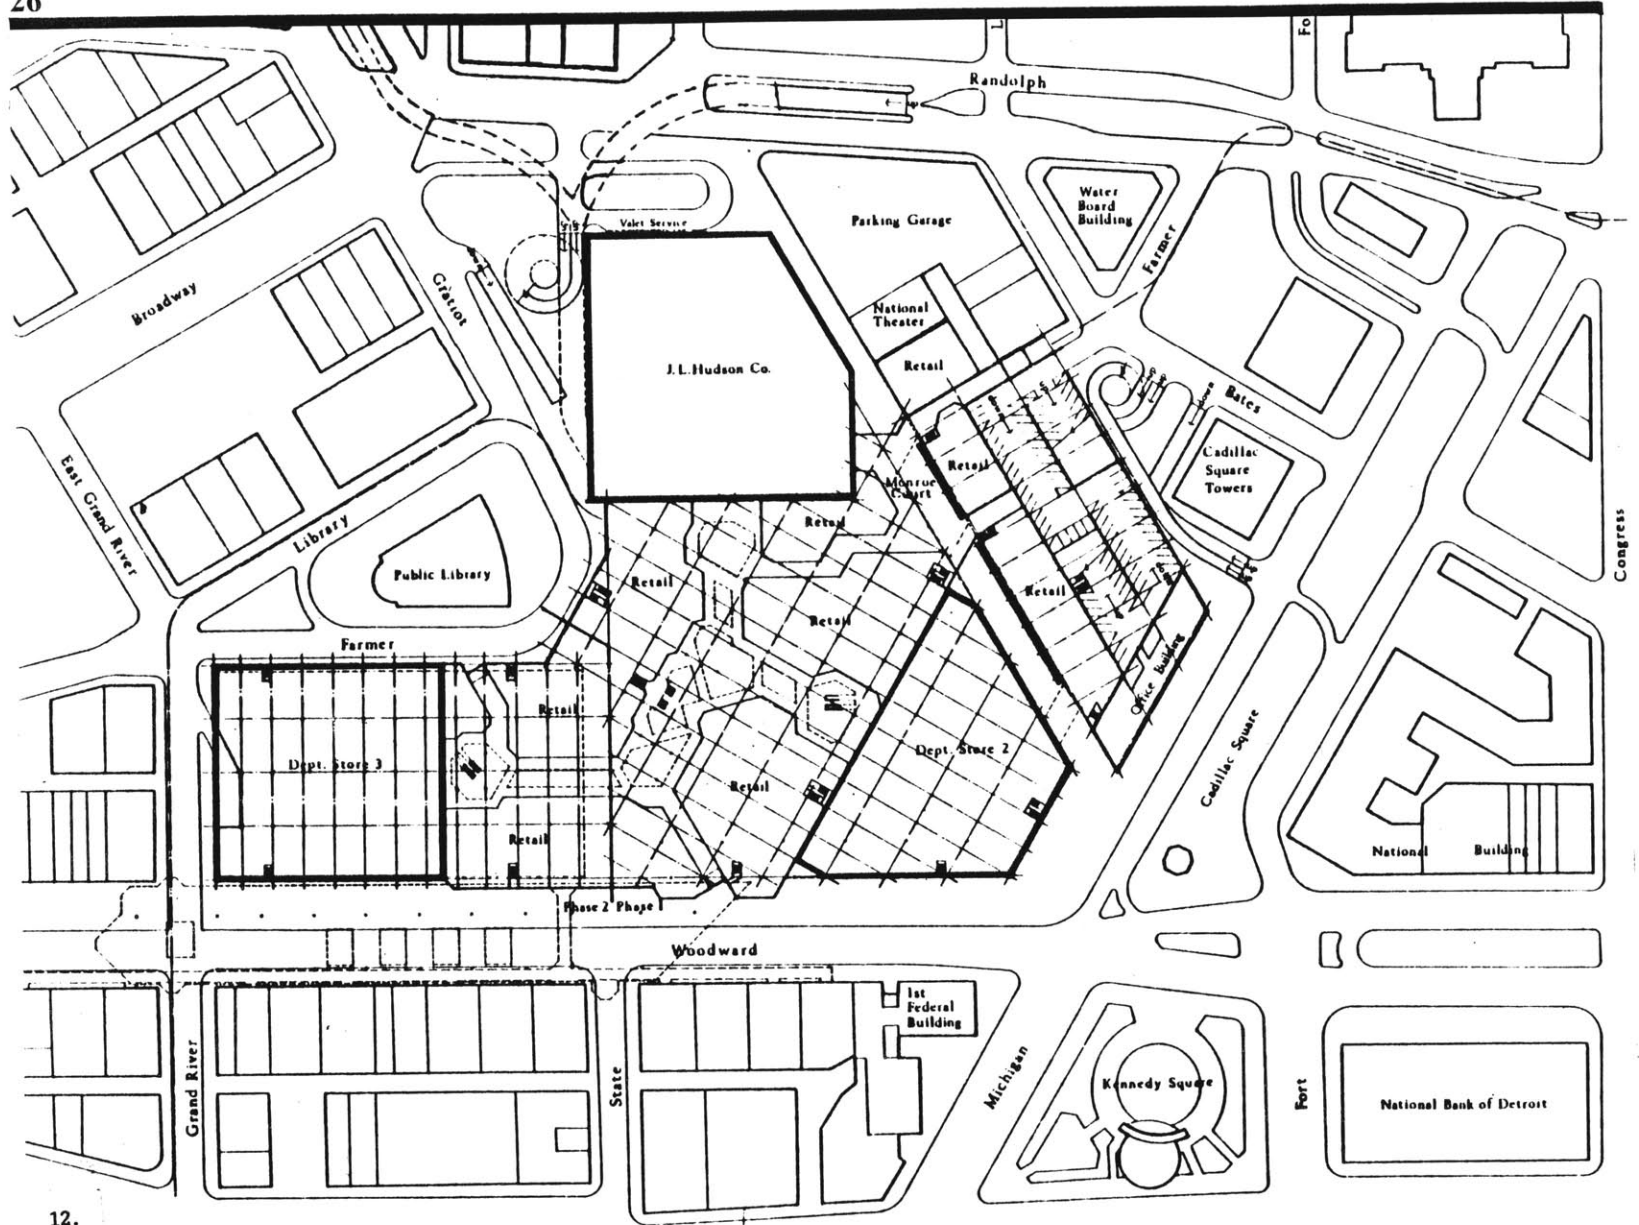 26
Randolph
Water
Board
Building
Parking Garage
Valet Service
Farmer
Broadway
Gratiot
National
Theater
Retail
J. L. Hudson Co.
down
down
down
Bates
Cadillac
Square
Towers
Retail
Monroe
Court
Retail
East Grand River
Library
Public Library
Congress
Retail
Retail
Retail
Farmer
Office Building
Retail
Dept. Store 2
Dept. Store 3
Retail
Cadillac Square
Retail
National Building
Phase 2 Phase 1
Woodward
1st
Federal
Building
Grand River
State
Michigan
Kennedy Square
Fort
National Bank of Detroit
12.